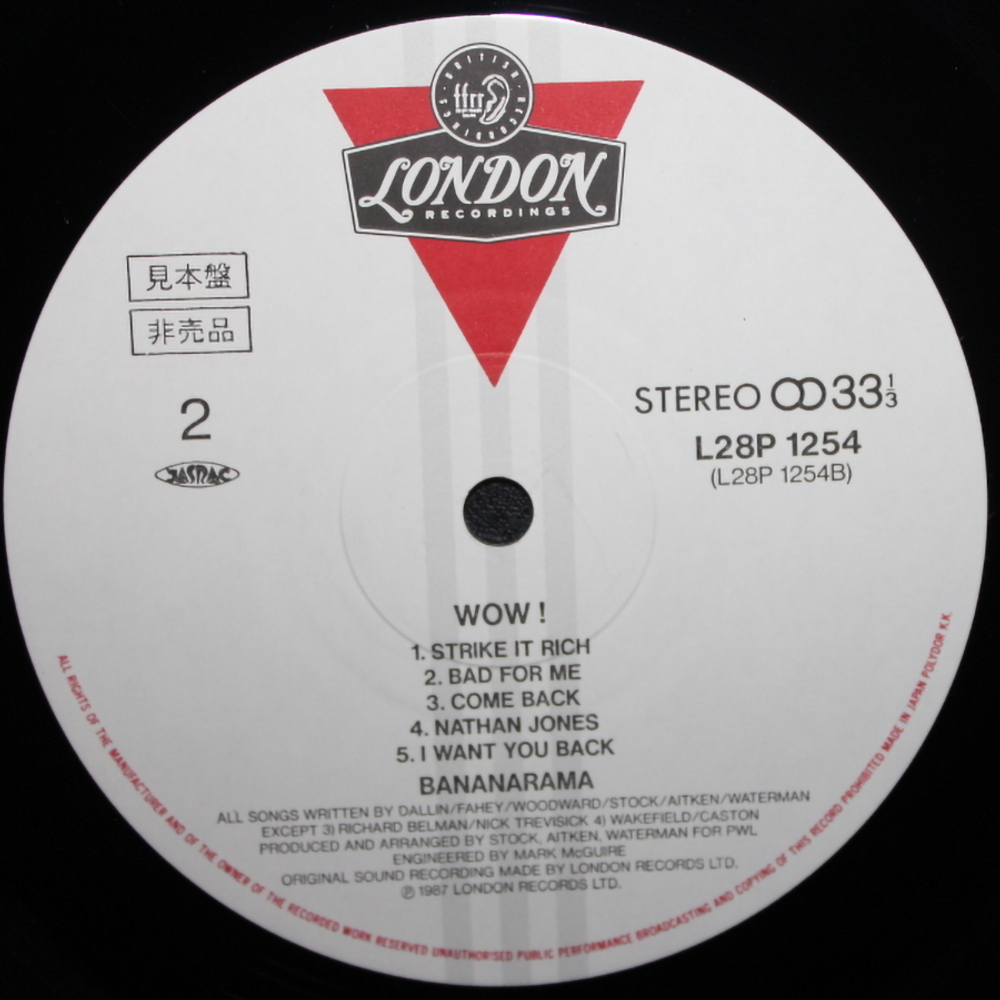 BRITISH RECORDINGS
ffrr
LONDON
RECORDINGS
見本盤
非売品
2
JASRAC
STEREO 33 1/3
L28P 1254
(L28P 1254B)
WOW !
1. STRIKE IT RICH
2. BAD FOR ME
3. COME BACK
4. NATHAN JONES
5. I WANT YOU BACK
BANANARAMA
ALL SONGS WRITTEN BY DALLIN/FAHEY/WOODWARD/STOCK/AITKEN/WATERMAN
EXCEPT 3) RICHARD BELMAN/NICK TREVISICK 4) WAKEFIELD/CASTON
PRODUCED AND ARRANGED BY STOCK, AITKEN, WATERMAN FOR PWL
ENGINEERED BY MARK McGUIRE
ORIGINAL SOUND RECORDING MADE BY LONDON RECORDS LTD.
℗ 1987 LONDON RECORDS LTD.
ALL RIGHTS OF THE MANUFACTURER AND OF THE OWNER OF THE RECORDED WORK RESERVED UNAUTHORISED PUBLIC PERFORMANCE BROADCASTING AND COPYING OF THIS RECORD PROHIBITED MADE IN JAPAN POLYDOR K.K.